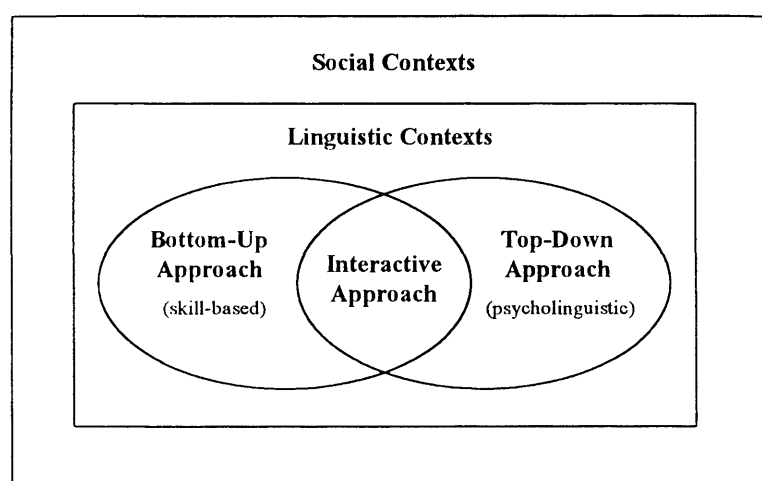 Social Contexts
Linguistic Contexts
Bottom-Up
Approach
(skill-based)
Interactive
Approach
Top-Down
Approach
(psycholinguistic)